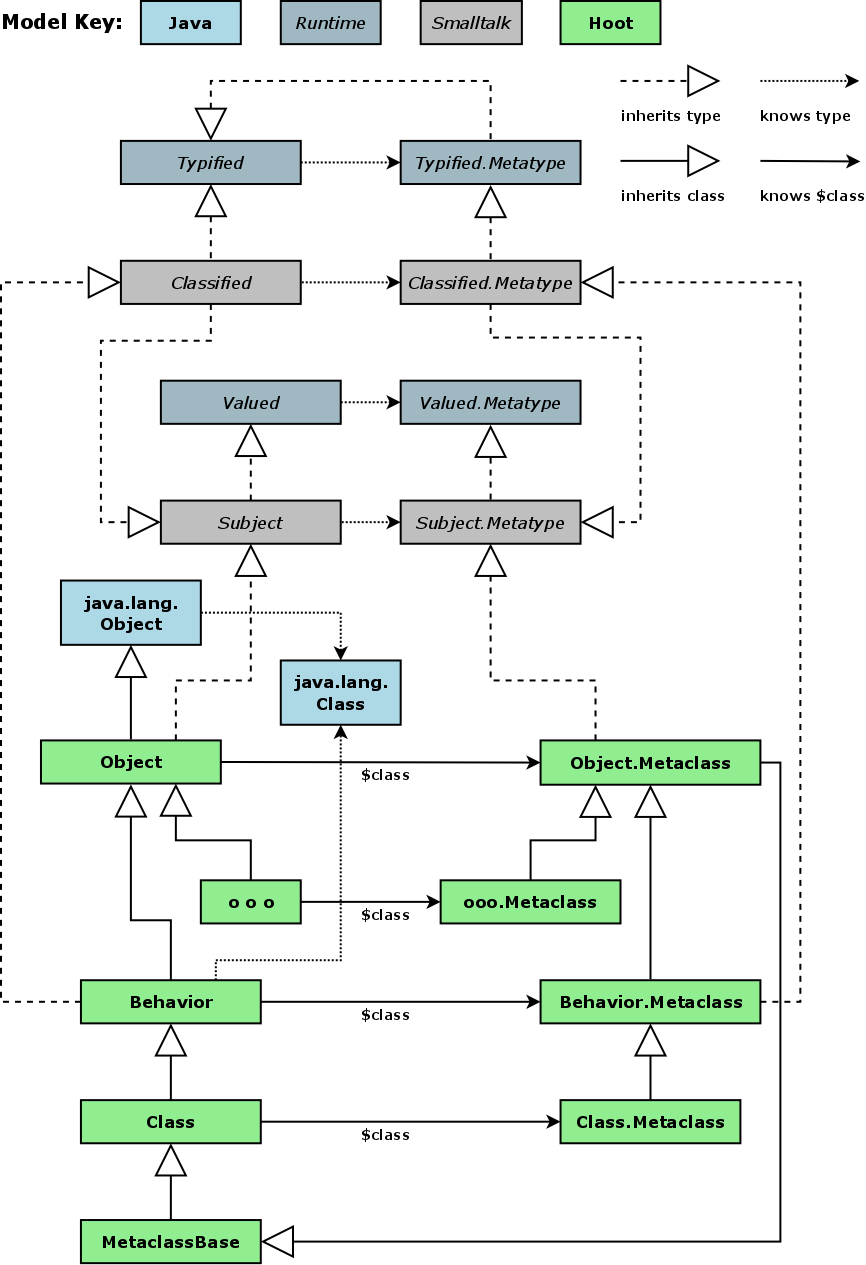 Model Key: Java Runtime Smalltalk Hoot
inherits type knows type
Typified Typified.Metatype
inherits class knows $class
Classified Classified.Metatype
Valued Valued.Metatype
Subject Subject.Metatype
java.lang.
Object
java.lang.
Class
Object Object.Metaclass
$class
o o o ooo.Metaclass
$class
Behavior Behavior.Metaclass
$class
Class Class.Metaclass
$class
MetaclassBase